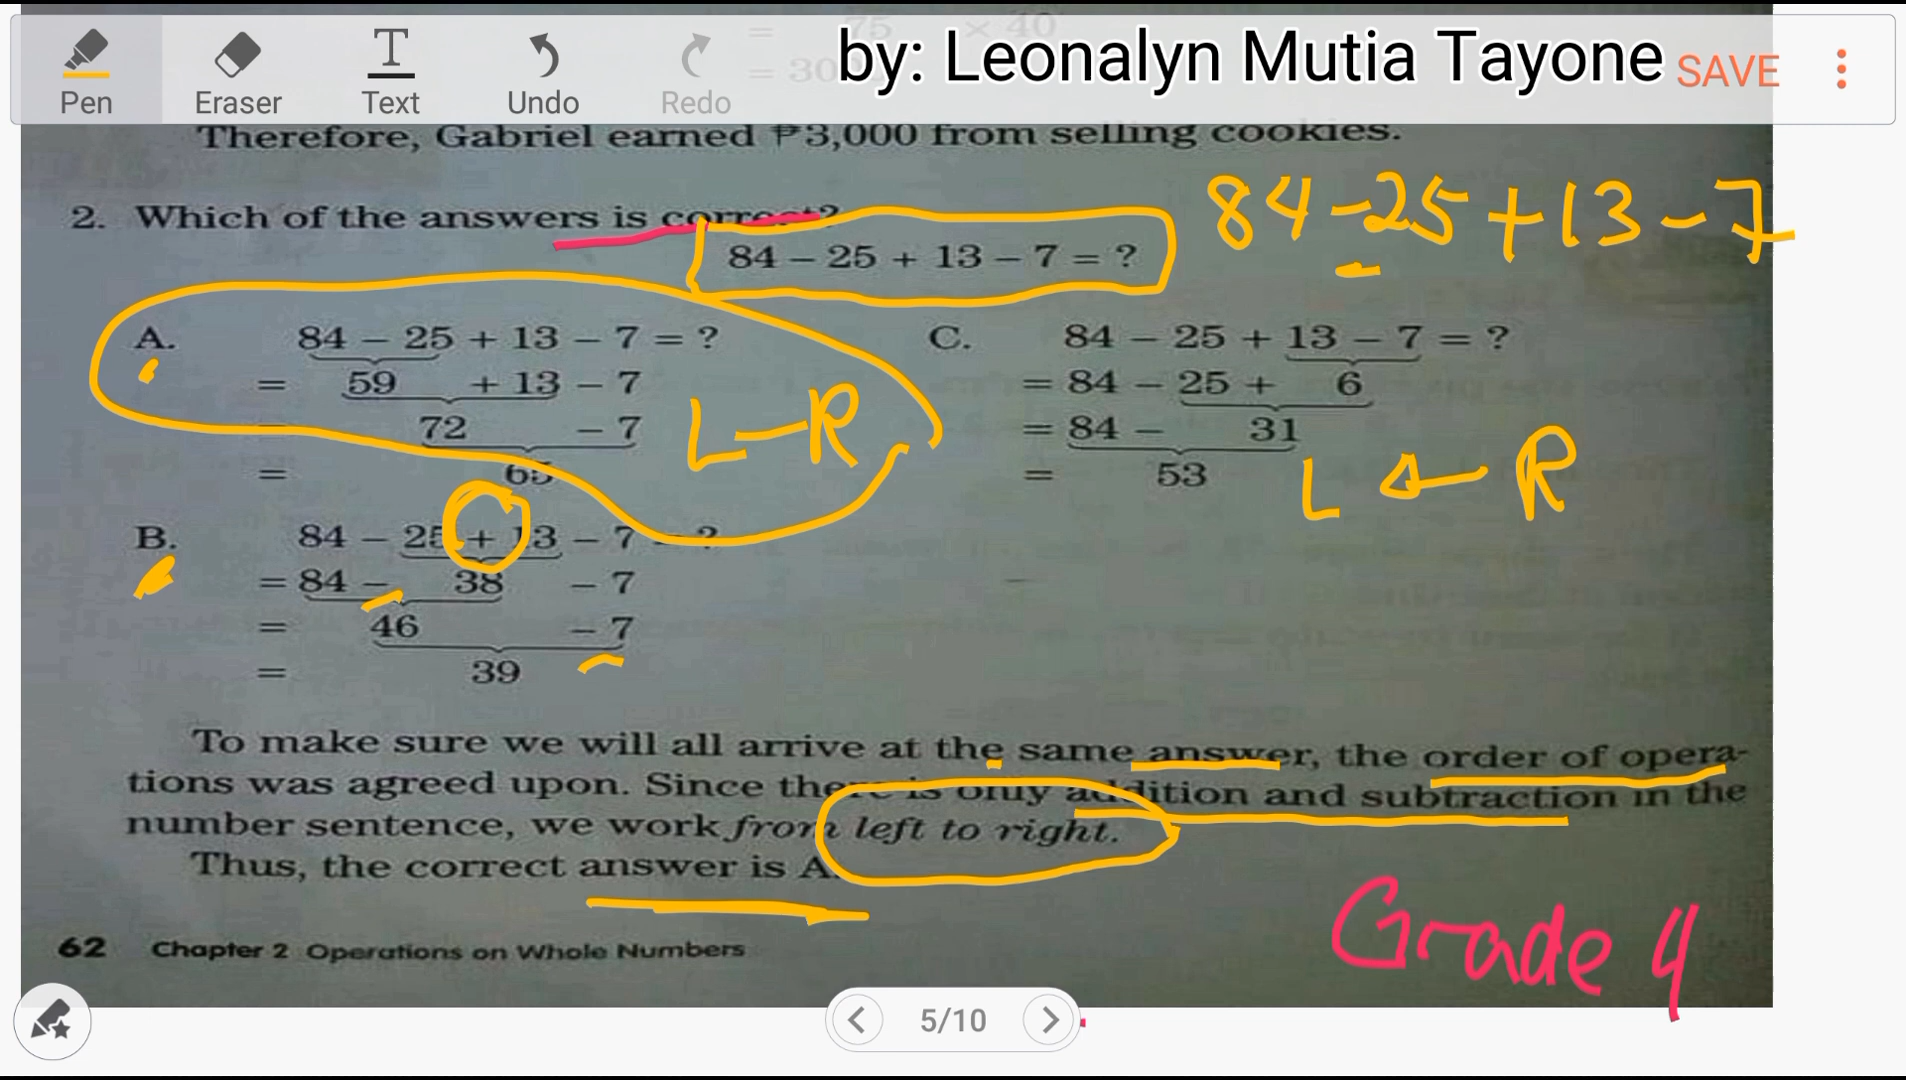 = 75 × 40
= 30
by: Leonalyn Mutia Tayone
SAVE
Pen
Eraser
Text
Undo
Redo
Therefore, Gabriel earned ₱3,000 from selling cookies.
2. Which of the answers is correct?
84 – 25 + 13 – 7 = ?
84 – 25 + 13 – 7
A. 84 – 25 + 13 – 7 = ?
= 59 + 13 – 7
72 – 7
= 65
L – R
B. 84 – 25 + 13 – 7 = ?
= 84 – 38 – 7
= 46 – 7
= 39
C. 84 – 25 + 13 – 7 = ?
= 84 – 25 + 6
= 84 – 31
= 53
L ← R
To make sure we will all arrive at the same answer, the order of opera-
tions was agreed upon. Since there is only addition and subtraction in the
number sentence, we work from left to right.
Thus, the correct answer is A.
Grade 4
62 Chapter 2 Operations on Whole Numbers
5/10